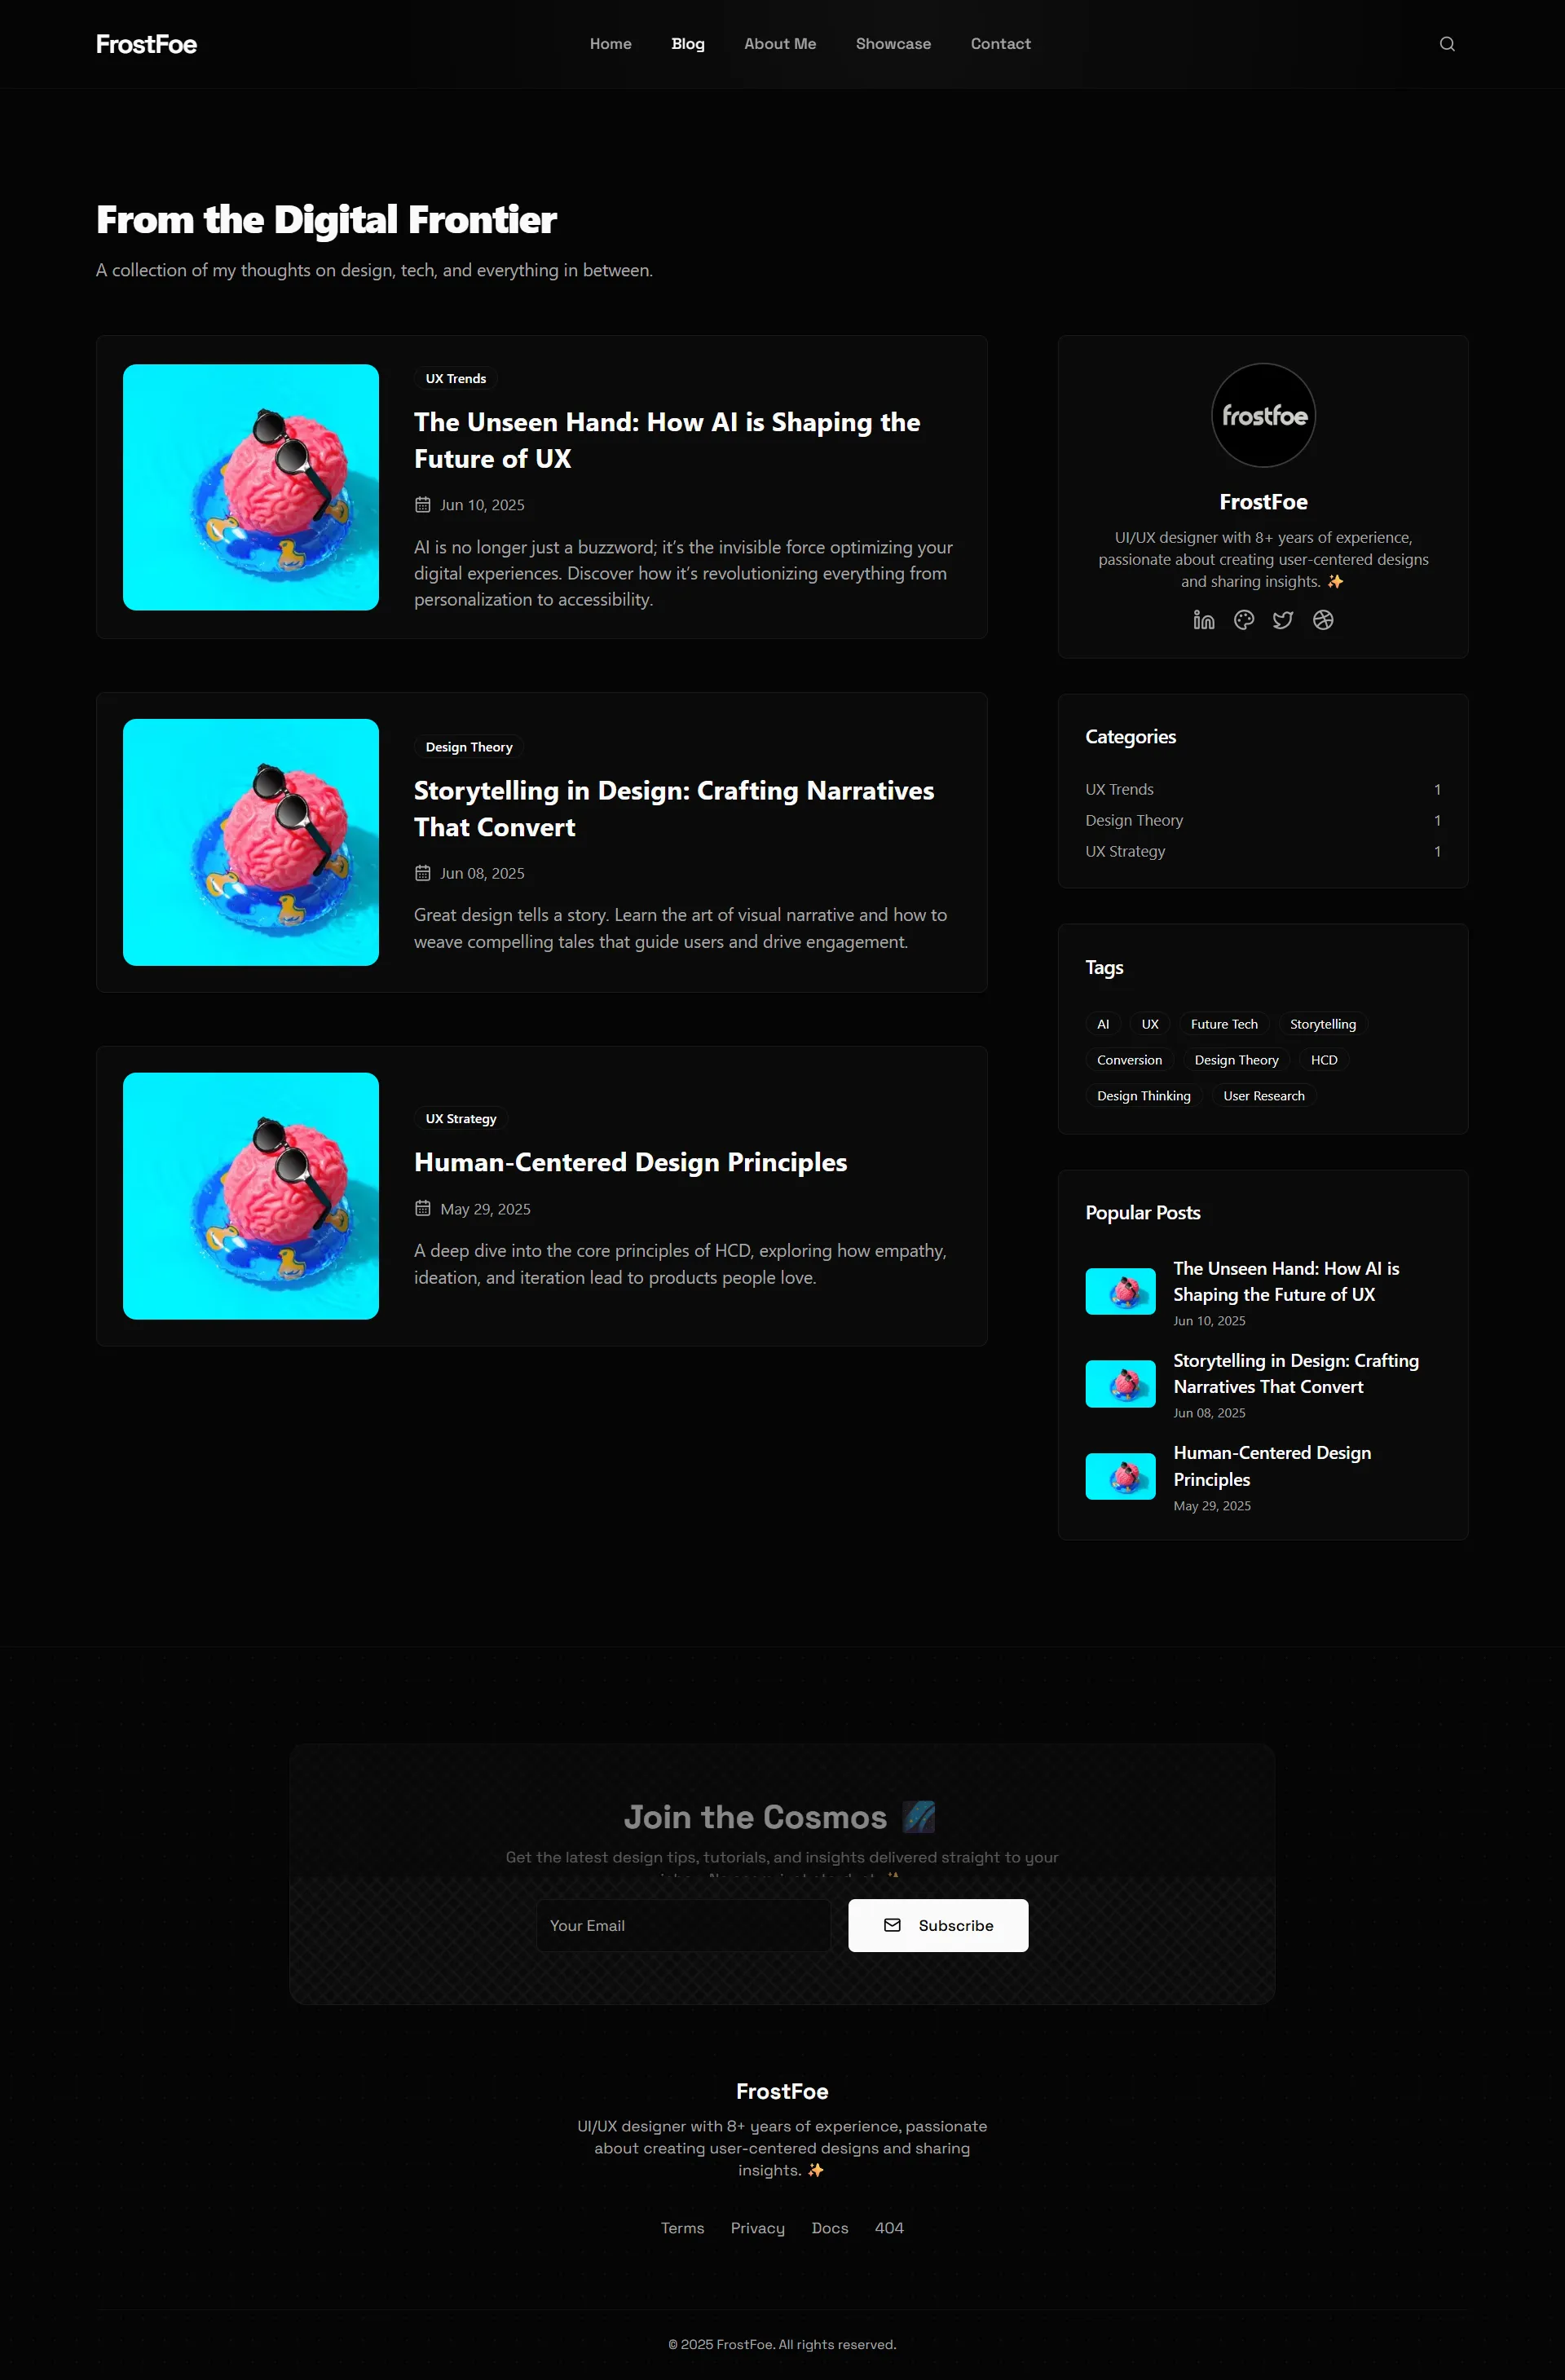 FrostFoe
Home
Blog
About Me
Showcase
Contact
From the Digital Frontier
A collection of my thoughts on design, tech, and everything in between.
UX Trends
The Unseen Hand: How AI is Shaping the
Future of UX
Jun 10, 2025
AI is no longer just a buzzword; it’s the invisible force optimizing your
digital experiences. Discover how it’s revolutionizing everything from
personalization to accessibility.
Design Theory
Storytelling in Design: Crafting Narratives
That Convert
Jun 08, 2025
Great design tells a story. Learn the art of visual narrative and how to
weave compelling tales that guide users and drive engagement.
UX Strategy
Human-Centered Design Principles
May 29, 2025
A deep dive into the core principles of HCD, exploring how empathy,
ideation, and iteration lead to products people love.
frostfoe
FrostFoe
UI/UX designer with 8+ years of experience,
passionate about creating user-centered designs
and sharing insights. ✨
Categories
UX Trends 1
Design Theory 1
UX Strategy 1
Tags
AI UX Future Tech Storytelling
Conversion Design Theory HCD
Design Thinking User Research
Popular Posts
The Unseen Hand: How AI is
Shaping the Future of UX
Jun 10, 2025
Storytelling in Design: Crafting
Narratives That Convert
Jun 08, 2025
Human-Centered Design
Principles
May 29, 2025
Join the Cosmos 🌌
Get the latest design tips, tutorials, and insights delivered straight to your
Your Email
Subscribe
FrostFoe
UI/UX designer with 8+ years of experience, passionate
about creating user-centered designs and sharing
insights. ✨
Terms Privacy Docs 404
© 2025 FrostFoe. All rights reserved.